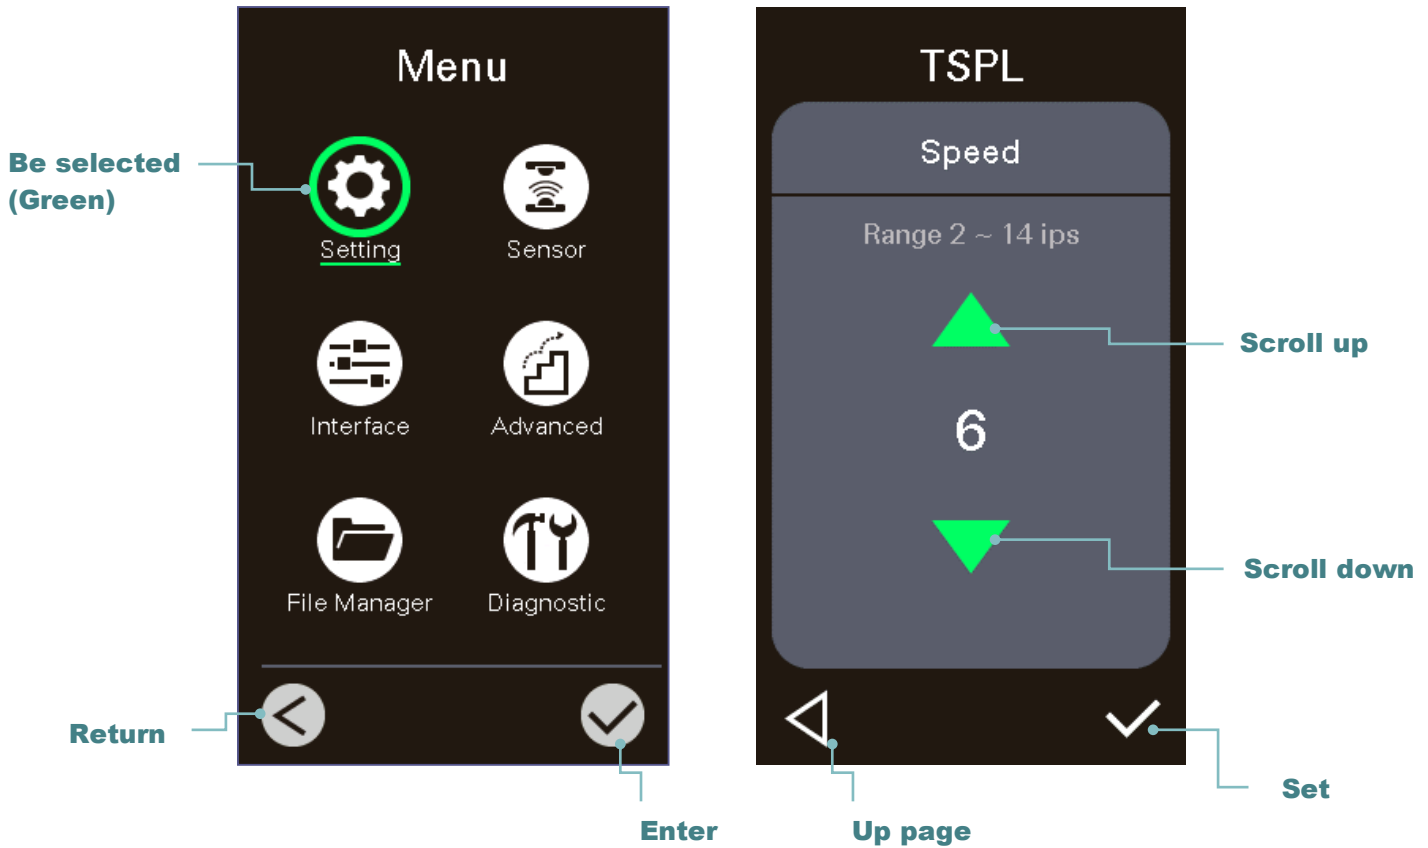 Menu
Be selected
(Green)
Setting
Sensor
Interface
Advanced
File Manager
Diagnostic
Return
Enter
TSPL
Speed
Range 2 ~ 14 ips
Scroll up
6
Scroll down
Up page
Set